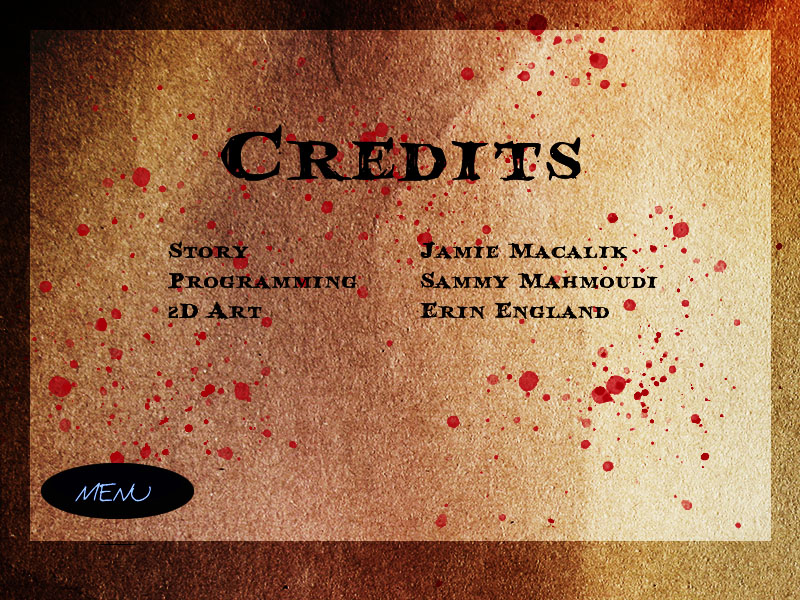 Credits
Story Jamie Macalik
Programming Sammy Mahmoudi
2D Art Erin England
MENU